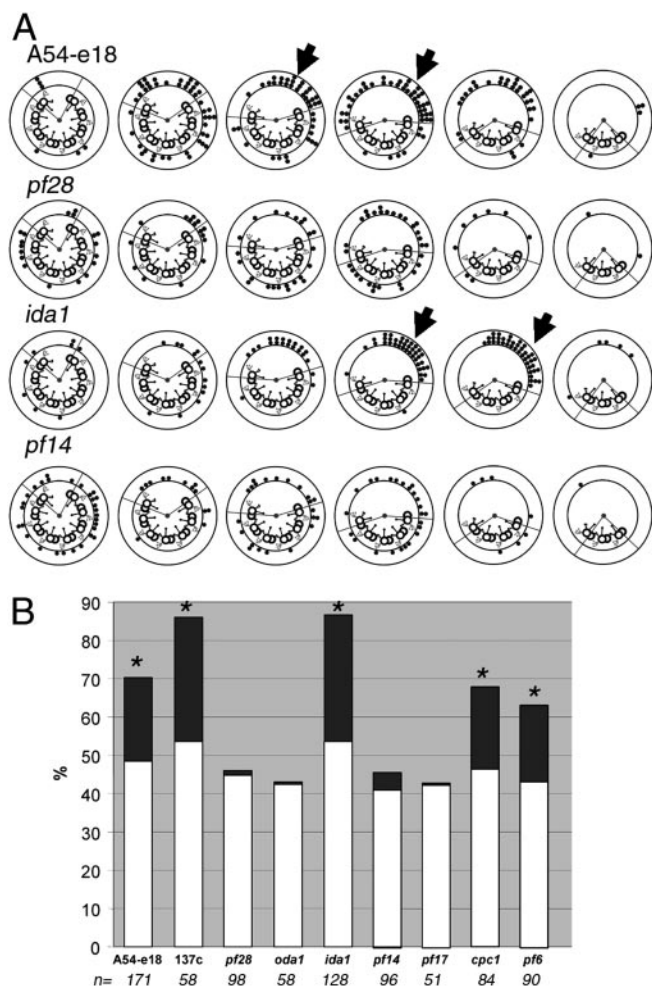 A
A54-e18
pf28
ida1
pf14
B
90
80
70
60
50
40
30
20
10
0
%
* * * * *
A54-e18 137c pf28 oda1 ida1 pf14 pf17 cpc1 pf6
n= 171 58 98 58 128 96 51 84 90